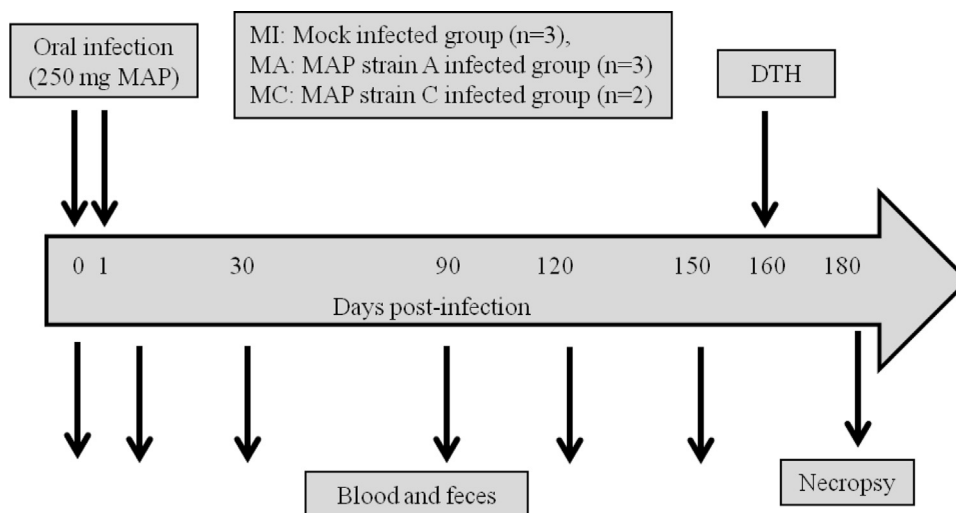 Oral infection
(250 mg MAP)
MI: Mock infected group (n=3),
MA: MAP strain A infected group (n=3)
MC: MAP strain C infected group (n=2)
DTH
0 1 30 90 120 150 160 180
Days post-infection
Blood and feces
Necropsy